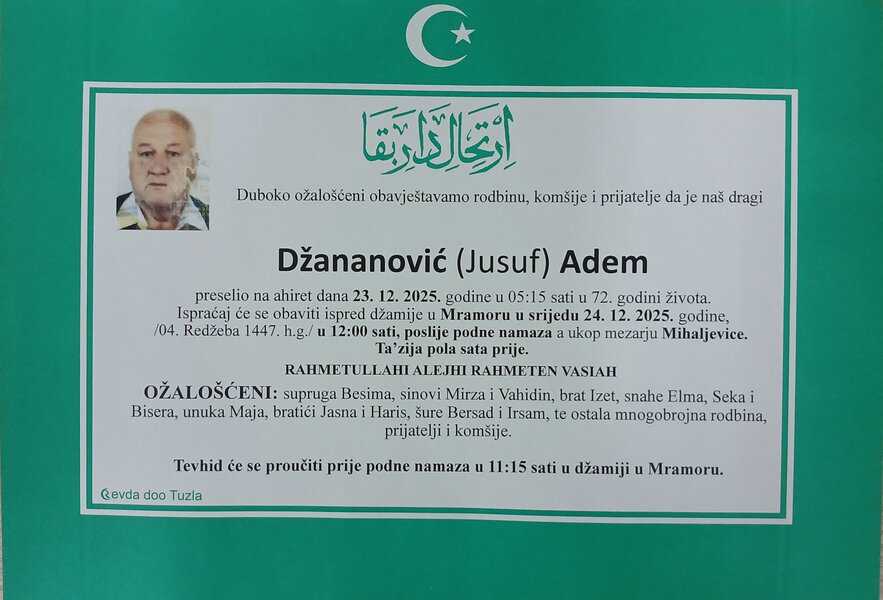 اِرْتِحَالِ دَارِ بَقَا
Duboko ožalošćeni obavještavamo rodbinu, komšije i prijatelje da je naš dragi
Džananović (Jusuf) Adem
preselio na ahiret dana 23. 12. 2025. godine u 05:15 sati u 72. godini života.
Ispraćaj će se obaviti ispred džamije u Mramoru u srijedu 24. 12. 2025. godine,
/04. Redžeba 1447. h.g./ u 12:00 sati, poslije podne namaza a ukop mezarju Mihaljevice.
Ta’zija pola sata prije.
RAHMETULLAHI ALEJHI RAHMETEN VASIAH
OŽALOŠĆENI: supruga Besima, sinovi Mirza i Vahidin, brat Izet, snahe Elma, Seka i
Bisera, unuka Maja, bratići Jasna i Haris, šure Bersad i Irsam, te ostala mnogobrojna rodbina,
prijatelji i komšije.
Tevhid će se proučiti prije podne namaza u 11:15 sati u džamiji u Mramoru.
Sevda doo Tuzla